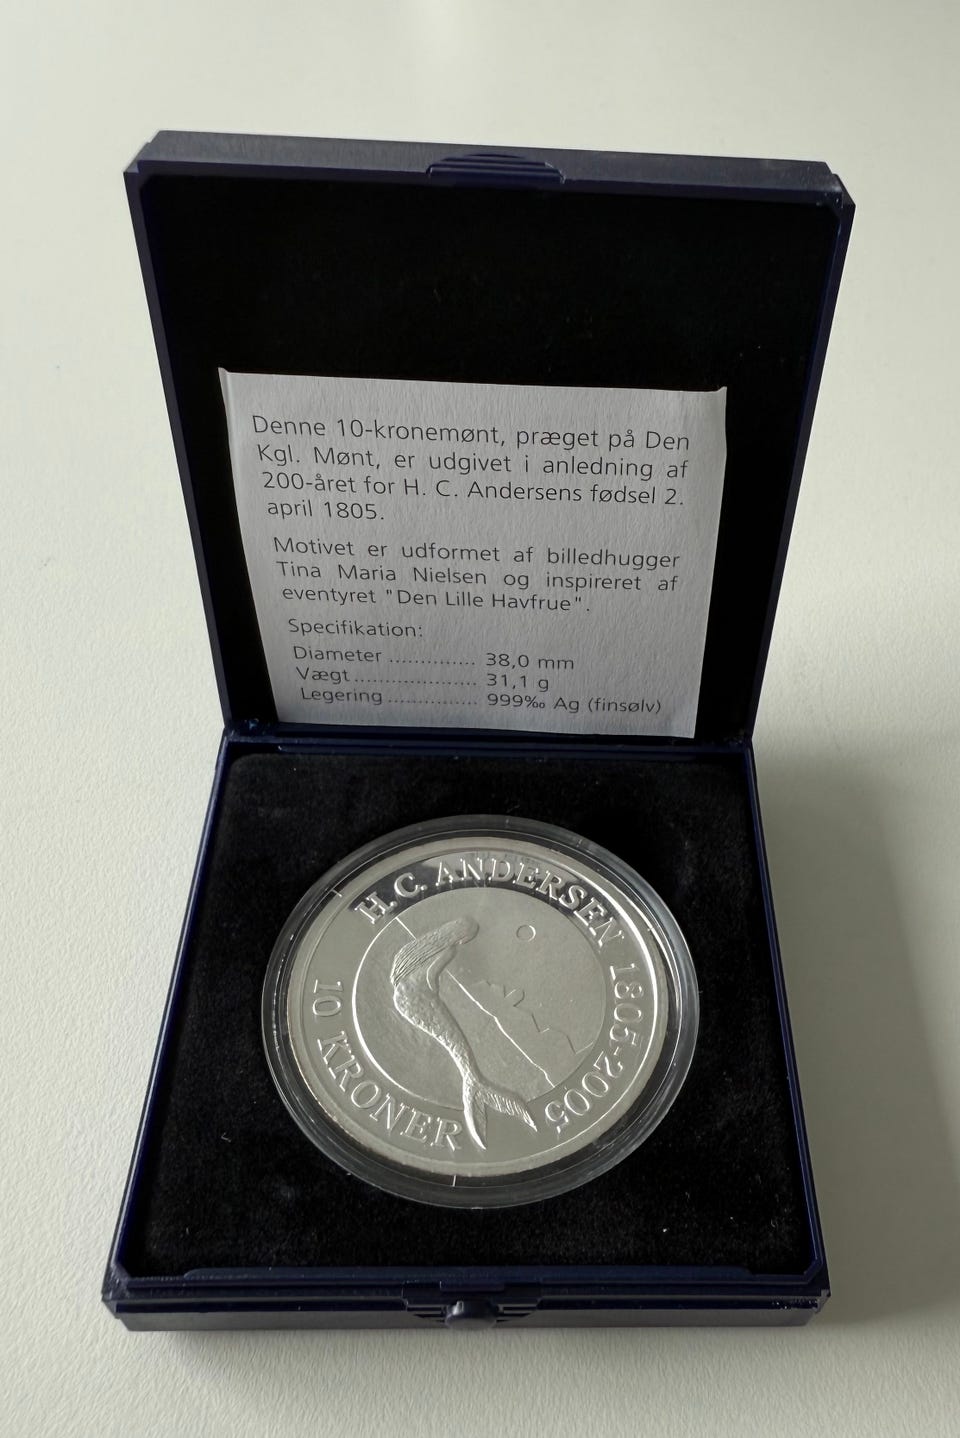 Denne 10-kronemønt, præget på Den
Kgl. Mønt, er udgivet i anledning af
200-året for H. C. Andersens fødsel 2.
april 1805.
Motivet er udformet af billedhugger
Tina Maria Nielsen og inspireret af
eventyret "Den Lille Havfrue".
Specifikation:
Diameter .............. 38,0 mm
Vægt .................... 31,1 g
Legering ............... 999‰ Ag (finsølv)
H.C. ANDERSEN 1805-2005
10 KRONER